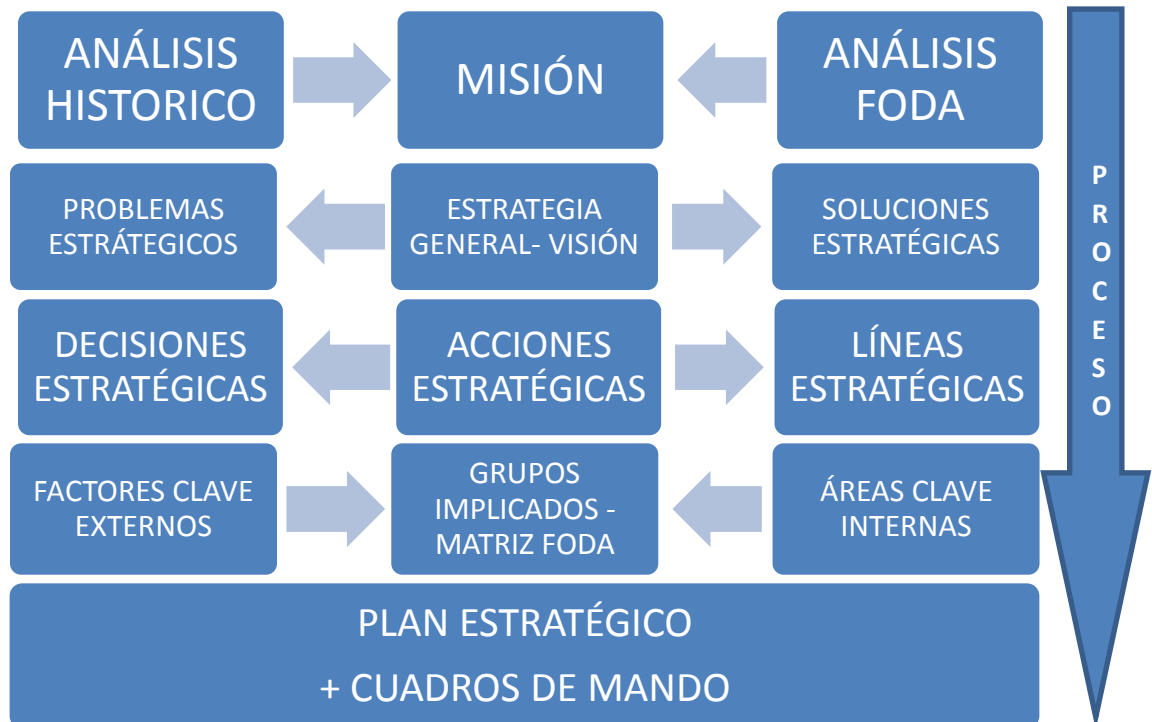 ANÁLISIS
HISTORICO
MISIÓN
ANÁLISIS
FODA
PROBLEMAS
ESTRÁTEGICOS
ESTRATEGIA
GENERAL- VISIÓN
SOLUCIONES
ESTRATÉGICAS
DECISIONES
ESTRATÉGICAS
ACCIONES
ESTRATÉGICAS
LÍNEAS
ESTRATÉGICAS
FACTORES CLAVE
EXTERNOS
GRUPOS
IMPLICADOS -
MATRIZ FODA
ÁREAS CLAVE
INTERNAS
PLAN ESTRATÉGICO
+ CUADROS DE MANDO
P
R
O
C
E
S
O